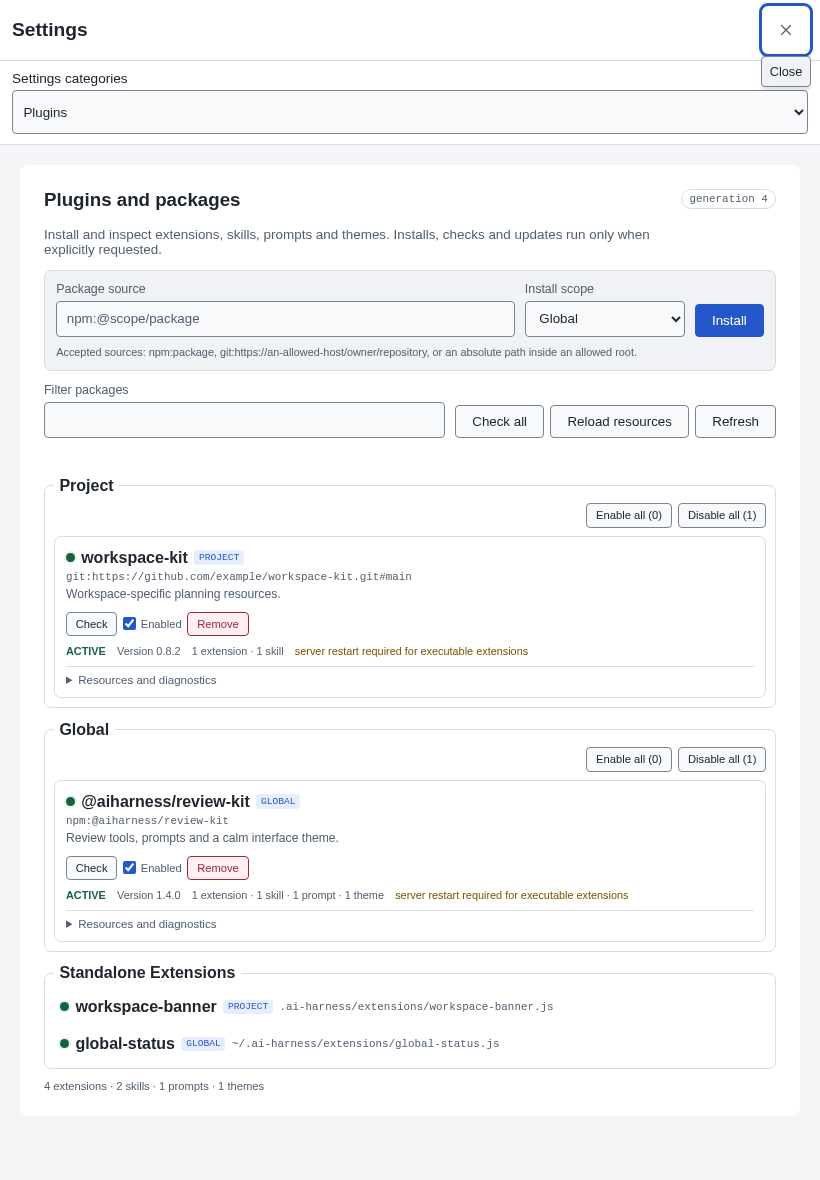 Settings
Close
Settings categories
Plugins
Plugins and packages
generation 4
Install and inspect extensions, skills, prompts and themes. Installs, checks and updates run only when
explicitly requested.
Package source
Install scope
npm:@scope/package
Global
Install
Accepted sources: npm:package, git:https://an-allowed-host/owner/repository, or an absolute path inside an allowed root.
Filter packages
Check all
Reload resources
Refresh
Project
Enable all (0)
Disable all (1)
workspace-kit PROJECT
git:https://github.com/example/workspace-kit.git#main
Workspace-specific planning resources.
Check
Enabled
Remove
ACTIVE Version 0.8.2 1 extension · 1 skill server restart required for executable extensions
Resources and diagnostics
Global
Enable all (0)
Disable all (1)
@aiharness/review-kit GLOBAL
npm:@aiharness/review-kit
Review tools, prompts and a calm interface theme.
Check
Enabled
Remove
ACTIVE Version 1.4.0 1 extension · 1 skill · 1 prompt · 1 theme server restart required for executable extensions
Resources and diagnostics
Standalone Extensions
workspace-banner PROJECT .ai-harness/extensions/workspace-banner.js
global-status GLOBAL ~/.ai-harness/extensions/global-status.js
4 extensions · 2 skills · 1 prompts · 1 themes